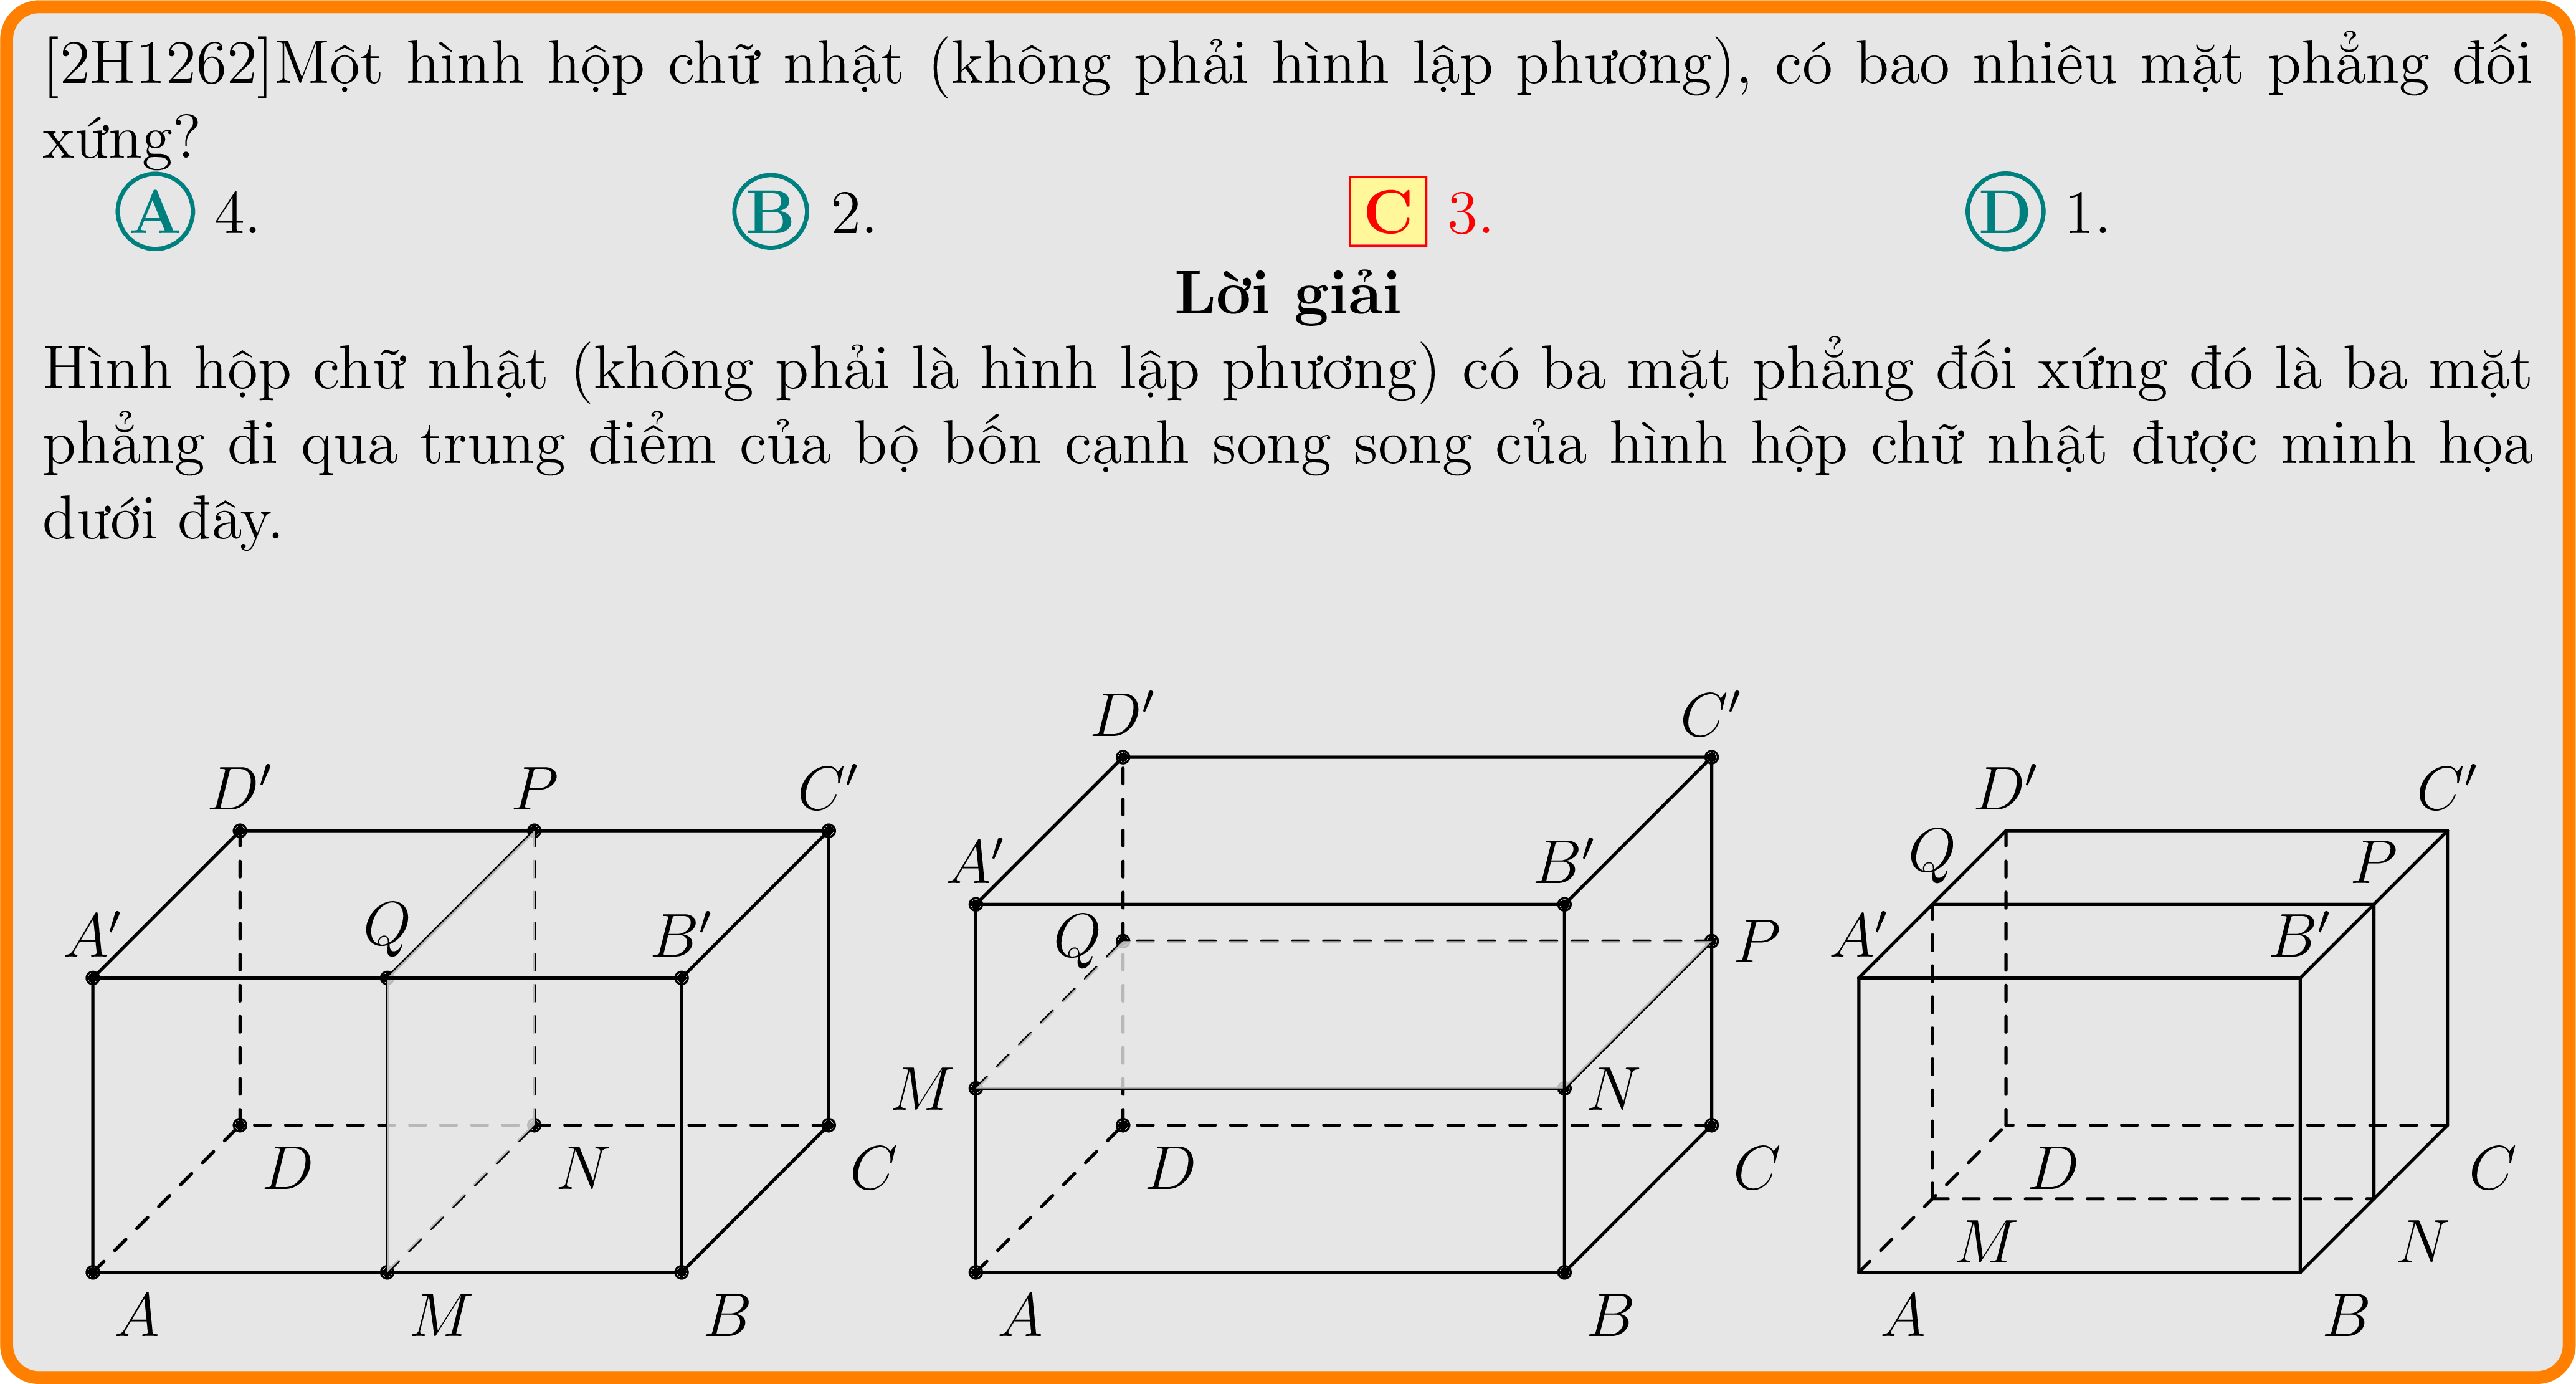 [2H1262]Một hình hộp chữ nhật (không phải hình lập phương), có bao nhiêu mặt phẳng đối
xứng?
A 4. B 2. C 3. D 1.
Lời giải
Hình hộp chữ nhật (không phải là hình lập phương) có ba mặt phẳng đối xứng đó là ba mặt
phẳng đi qua trung điểm của bộ bốn cạnh song song của hình hộp chữ nhật được minh họa
dưới đây.
D′ P C′
A′ Q B′
D N C
A M B
D′ C′
A′ B′
Q P
M N
D C
A B
D′ C′
Q P
A′ B′
D C
M N
A B